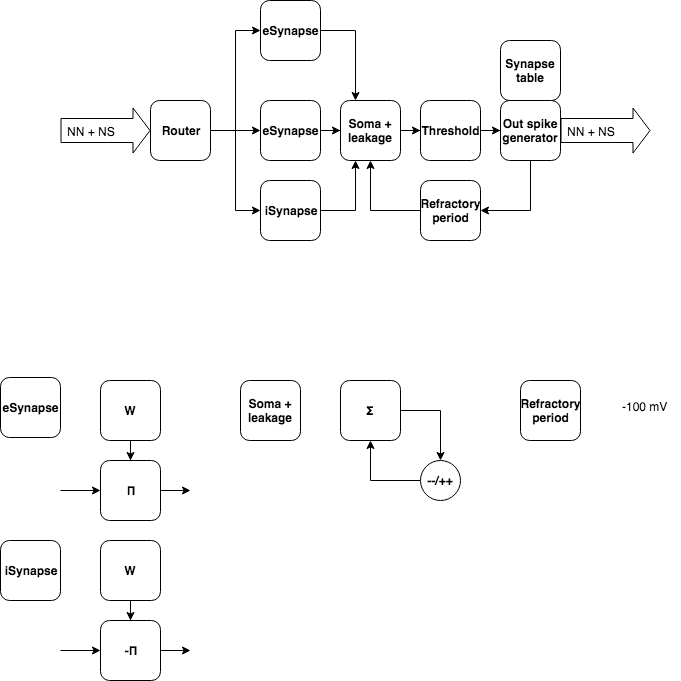 eSynapse
Synapse
table
NN + NS
Router
eSynapse
Soma +
leakage
Threshold
Out spike
generator
NN + NS
iSynapse
Refractory
period
eSynapse
W
Soma +
leakage
Σ
Refractory
period
-100 mV
--/++
Π
iSynapse
W
-Π